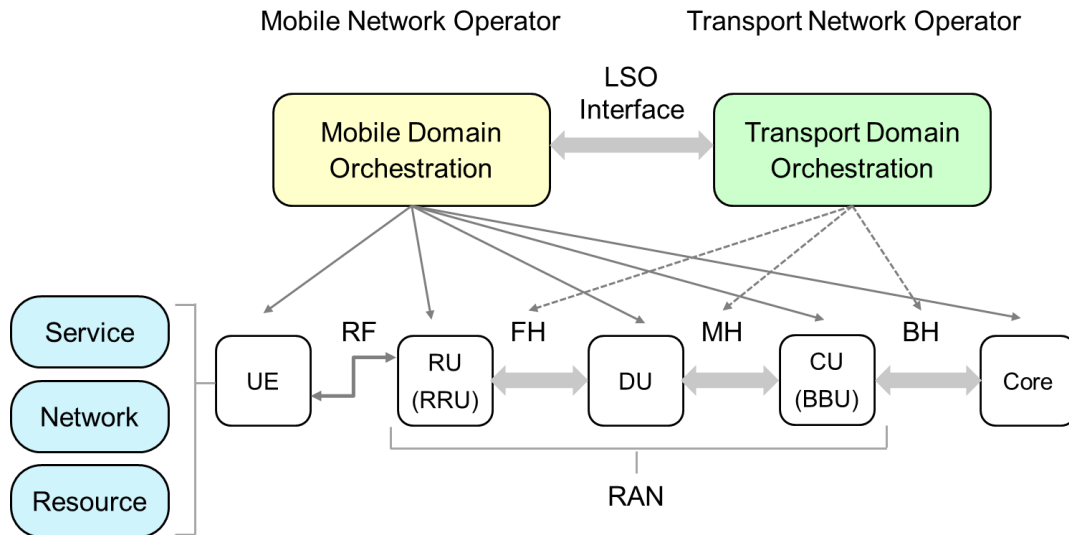 Mobile Network Operator
Transport Network Operator
LSO
Interface
Mobile Domain
Orchestration
Transport Domain
Orchestration
Service
Network
Resource
RF
FH
MH
BH
UE
RU
(RRU)
DU
CU
(BBU)
Core
RAN